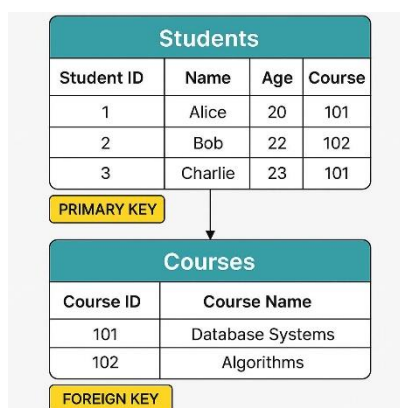 Students
Student ID Name Age Course
1 Alice 20 101
2 Bob 22 102
3 Charlie 23 101
PRIMARY KEY
Courses
Course ID Course Name
101 Database Systems
102 Algorithms
FOREIGN KEY